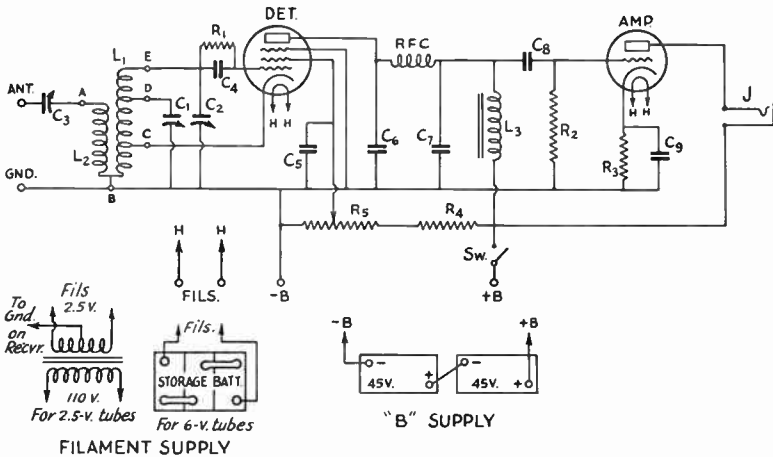 DET.
AMP.
R1
L1 E
RFC
C8
ANT.
A
D
C4
C3
C1
C2
J
H H
H H
L2
C
C5
C6
C7
L3
R2
R3
C9
GND.
B
R5
R4
H H
Sw.
FILS.
-B
+B
Fils
2.5 v.
To
Gnd.
on
Recvr.
110 v.
For 2.5-v. tubes
Fils.
STORAGE BATT.
For 6-v. tubes
FILAMENT SUPPLY
-B
+B
- +
45V.
- +
45V.
"B" SUPPLY